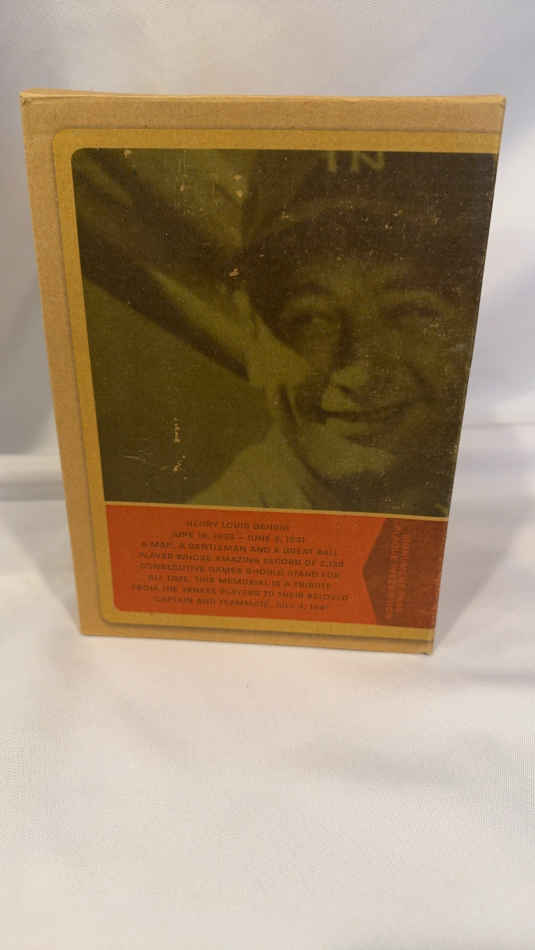 IN
HENRY LOUIS GEHRIG
JUNE 19, 1903 – JUNE 2, 1941
A MAN, A GENTLEMAN AND A GREAT BALL
PLAYER WHOSE AMAZING RECORD OF 2,130
CONSECUTIVE GAMES SHOULD STAND FOR
ALL TIME. THIS MEMORIAL IS A TRIBUTE
FROM THE YANKEE PLAYERS TO THEIR BELOVED
CAPTAIN AND TEAMMATE, JULY 4, 1941